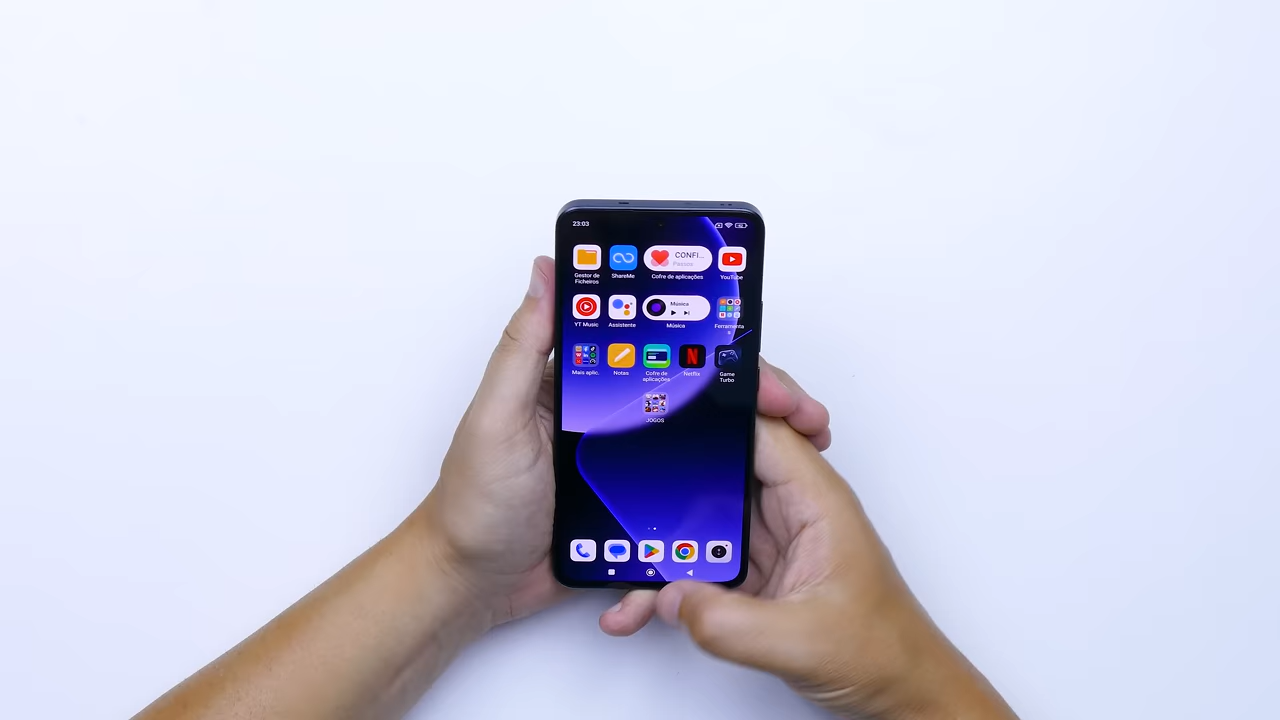 23:03
CONFI...
Passos
Gestor de
Ficheiros
ShareMe
Cofre de aplicações
YouTube
Música
YT Music
Assistente
Música
Ferramenta
s
Mais aplic.
Notas
Cofre de
aplicações
Netflix
Game
Turbo
JOGOS